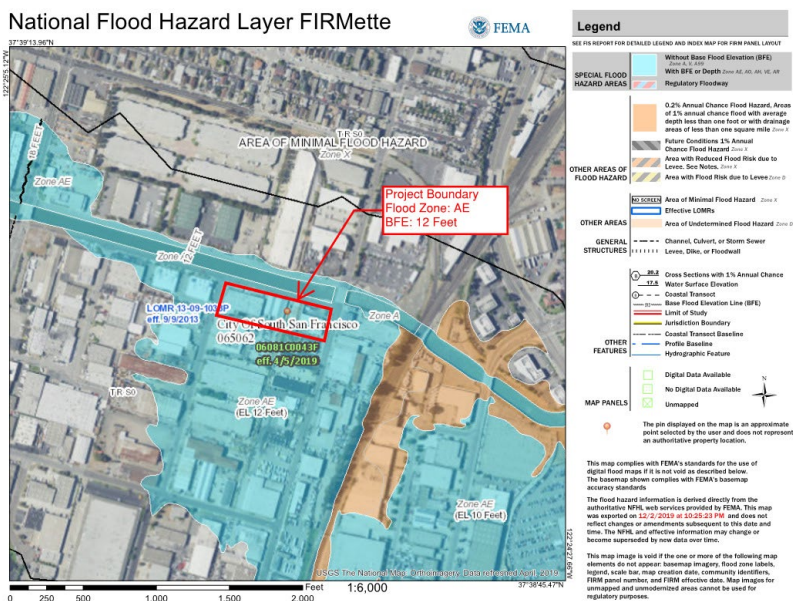 National Flood Hazard Layer FIRMette
FEMA
37°39'13.96"N
122°25'5.12"W
18 FEET
T R S0
AREA OF MINIMAL FLOOD HAZARD
Zone X
Zone AE
Project Boundary
Flood Zone: AE
BFE: 12 Feet
12 FEET
LOMR 13-09-1038P
eff. 9/9/2013
City Of South San Francisco
065062
06081C0043F
eff. 4/5/2019
Zone A
T R S0
Zone AE
(EL 12 Feet)
Zone AE
(EL 10 Feet)
122°24'27.66"W
USGS The National Map: Orthoimagery. Data refreshed April, 2019.
37°38'45.47"N
Feet
1:6,000
0 250 500 1,000 1,500 2,000
Legend
SEE FIS REPORT FOR DETAILED LEGEND AND INDEX MAP FOR FIRM PANEL LAYOUT
SPECIAL FLOOD
HAZARD AREAS
Without Base Flood Elevation (BFE)
Zone A, V, A99
With BFE or Depth Zone AE, AO, AH, VE, AR
Regulatory Floodway
OTHER AREAS OF
FLOOD HAZARD
0.2% Annual Chance Flood Hazard, Areas
of 1% annual chance flood with average
depth less than one foot or with drainage
areas of less than one square mile Zone X
Future Conditions 1% Annual
Chance Flood Hazard Zone X
Area with Reduced Flood Risk due to
Levee. See Notes. Zone X
Area with Flood Risk due to Levee Zone D
OTHER AREAS
NO SCREEN Area of Minimal Flood Hazard Zone X
Effective LOMRs
Area of Undetermined Flood Hazard Zone D
GENERAL
STRUCTURES
Channel, Culvert, or Storm Sewer
Levee, Dike, or Floodwall
OTHER
FEATURES
20.2 Cross Sections with 1% Annual Chance
17.5 Water Surface Elevation
Coastal Transect
Base Flood Elevation Line (BFE)
Limit of Study
Jurisdiction Boundary
Coastal Transect Baseline
Profile Baseline
Hydrographic Feature
MAP PANELS
Digital Data Available
No Digital Data Available
Unmapped
N
The pin displayed on the map is an approximate
point selected by the user and does not represent
an authoritative property location.
This map complies with FEMA's standards for the use of
digital flood maps if it is not void as described below.
The basemap shown complies with FEMA's basemap
accuracy standards
The flood hazard information is derived directly from the
authoritative NFHL web services provided by FEMA. This map
was exported on 12/2/2019 at 10:25:23 PM and does not
reflect changes or amendments subsequent to this date and
time. The NFHL and effective information may change or
become superseded by new data over time.
This map image is void if the one or more of the following map
elements do not appear: basemap imagery, flood zone labels,
legend, scale bar, map creation date, community identifiers,
FIRM panel number, and FIRM effective date. Map images for
unmapped and unmodernized areas cannot be used for
regulatory purposes.